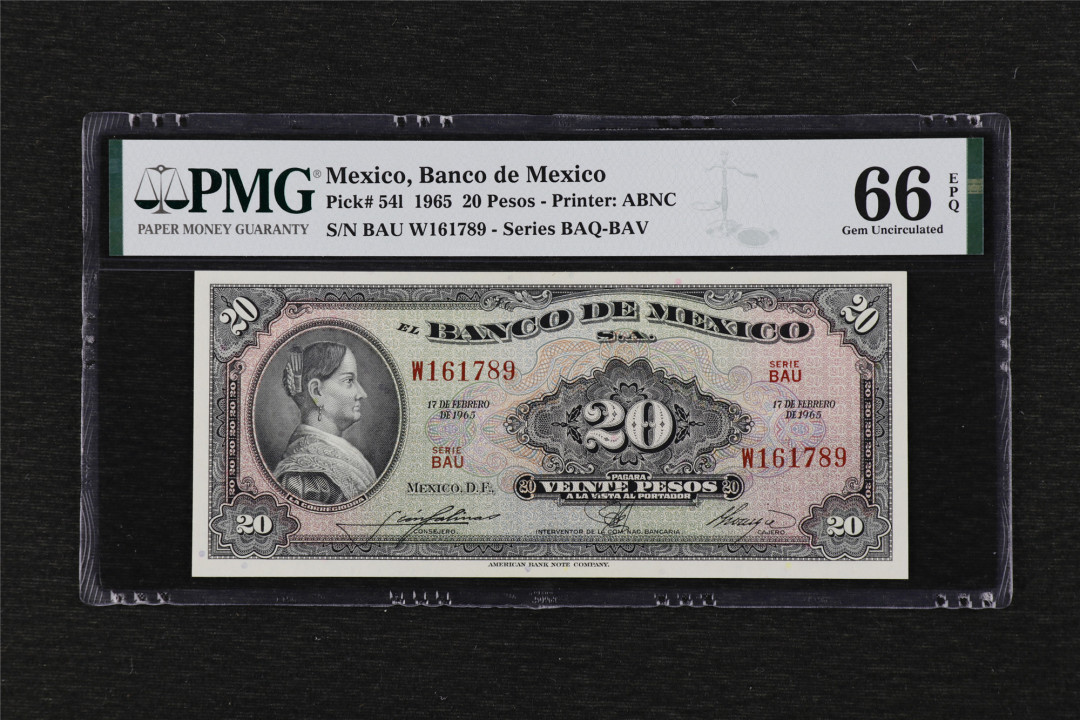 PMG®
PAPER MONEY GUARANTY
Mexico, Banco de Mexico
Pick# 54l 1965 20 Pesos - Printer: ABNC
S/N BAU W161789 - Series BAQ-BAV
66
EPQ
Gem Uncirculated
20
20
EL BANCO DE MEXICO
S.A.
W161789
SERIE
BAU
17 DE FEBRERO
DE 1965
17 DE FEBRERO
DE 1965
20
SERIE
BAU
W161789
MEXICO, D.F.,
PAGARA
20 VEINTE PESOS 20
A LA VISTA AL PORTADOR
LA CORREGIDORA
20
20
CONSEJERO.
INTERVENTOR DE LA COM. NAC. BANCARIA.
CAJERO.
AMERICAN BANK NOTE COMPANY.